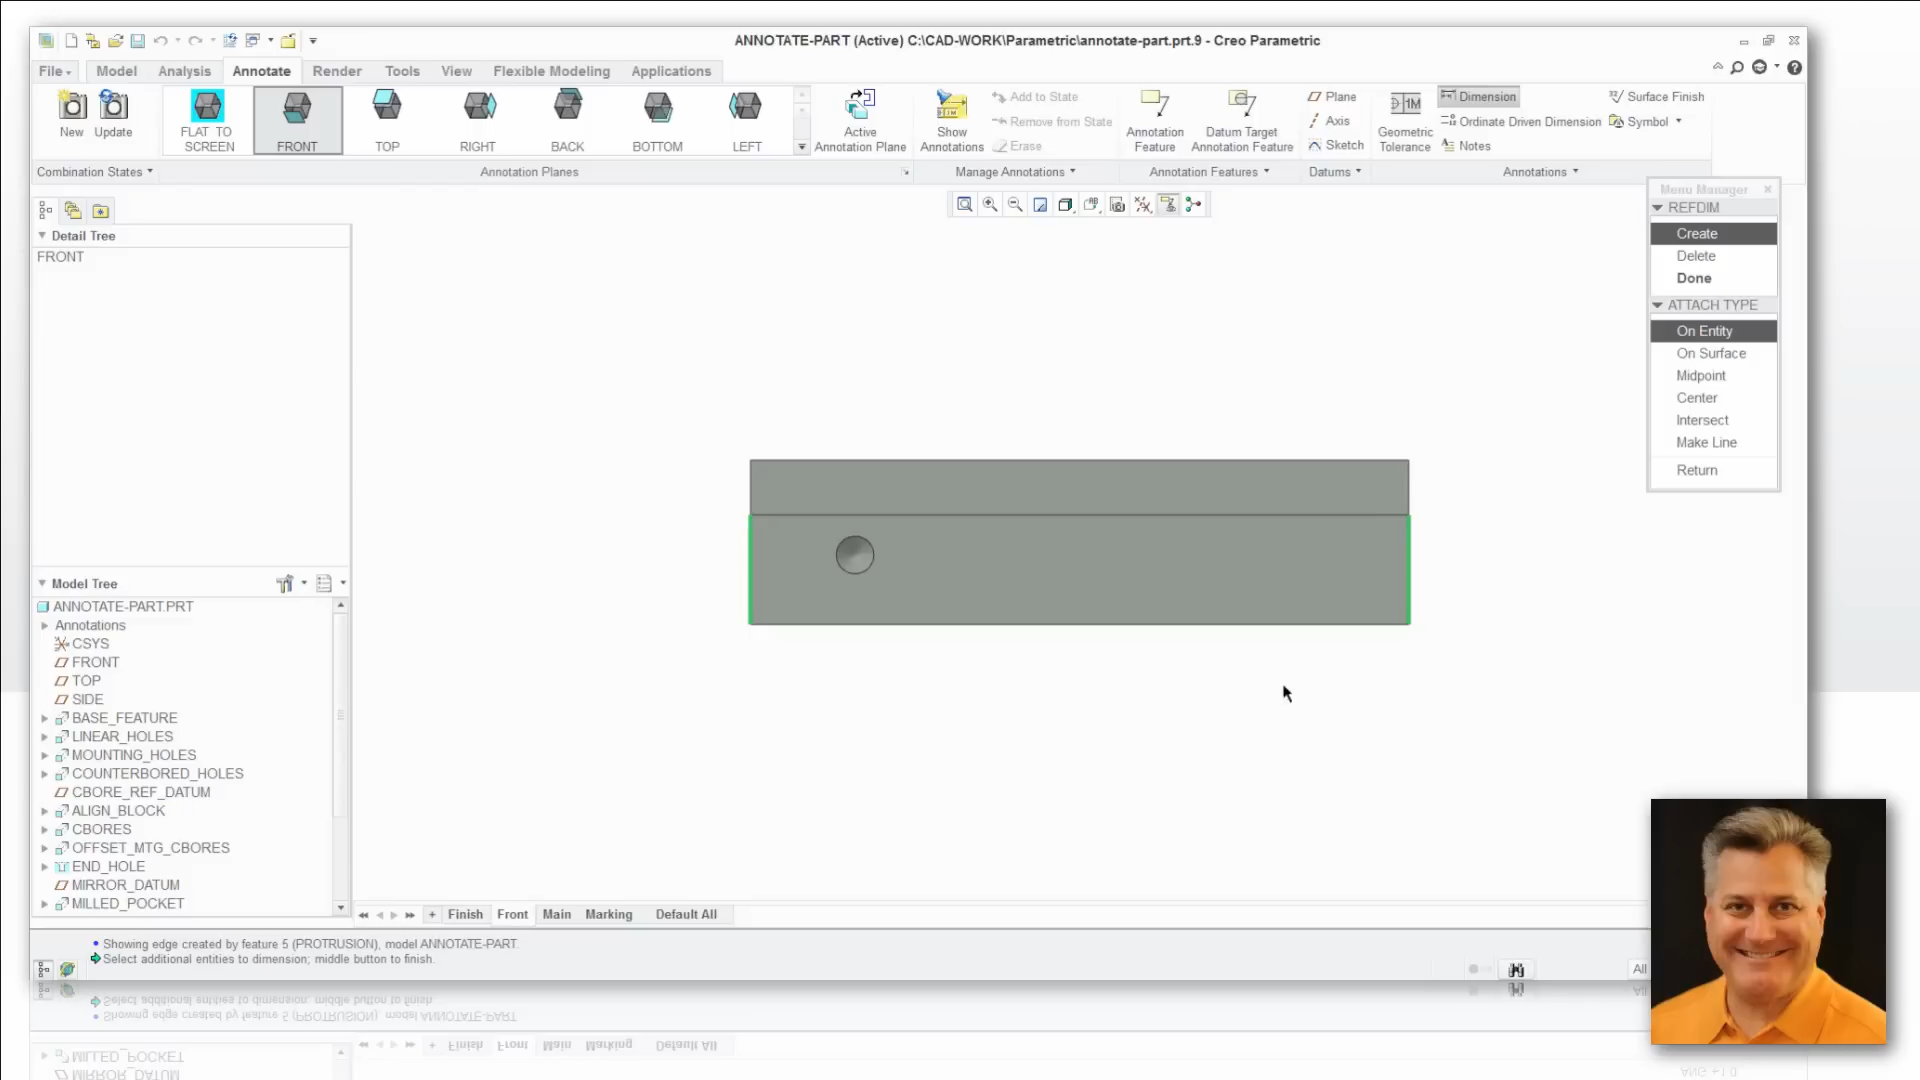 ANNOTATE-PART (Active) C:\CAD-WORK\Parametric\annotate-part.prt.9 - Creo Parametric
File Model Analysis Annotate Render Tools View Flexible Modeling Applications
New Update
FLAT TO SCREEN
FRONT
TOP
RIGHT
BACK
BOTTOM
LEFT
Active Annotation Plane
Show Annotations
Add to State
Remove from State
Erase
Annotation Feature
Datum Target Annotation Feature
Plane
Axis
Sketch
Geometric Tolerance
Dimension
Ordinate Driven Dimension
Notes
Surface Finish
Symbol
Combination States
Annotation Planes
Manage Annotations
Annotation Features
Datums
Annotations
Menu Manager
REFDIM
Create
Delete
Done
ATTACH TYPE
On Entity
On Surface
Midpoint
Center
Intersect
Make Line
Return
Detail Tree
FRONT
Model Tree
ANNOTATE-PART.PRT
Annotations
CSYS
FRONT
TOP
SIDE
BASE_FEATURE
LINEAR_HOLES
MOUNTING_HOLES
COUNTERBORED_HOLES
CBORE_REF_DATUM
ALIGN_BLOCK
CBORES
OFFSET_MTG_CBORES
END_HOLE
MIRROR_DATUM
MILLED_POCKET
+ Finish Front Main Marking Default All
Showing edge created by feature 5 (PROTRUSION), model ANNOTATE-PART.
Select additional entities to dimension; middle button to finish.
All